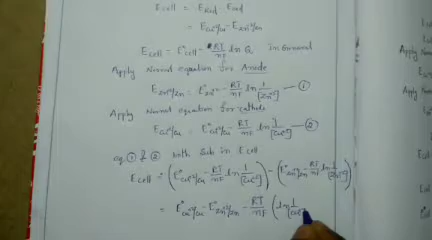 Ecell = Ered - Ered
= ECu²⁺/Cu - EZn²⁺/Zn
Ecell = E°cell - RT/nF ln Q in General
Apply Nernst equation for Anode
EZn²⁺/Zn = E°Zn²⁺ - RT/nF ln 1/[Zn²⁺] — ①
Apply Nernst equation for cathode
ECu²⁺/Cu = E°Cu²⁺/Cu - RT/nF ln 1/[Cu²⁺] — ②
eq ① & ② both sub in E cell
Ecell = (E°Cu²⁺/Cu - RT/nF ln 1/[Cu²⁺]) - (E°Zn²⁺/Zn - RT/nF ln 1/[Zn²⁺])
= E°Cu²⁺/Cu - E°Zn²⁺/Zn - RT/nF (ln 1/[Cu²⁺